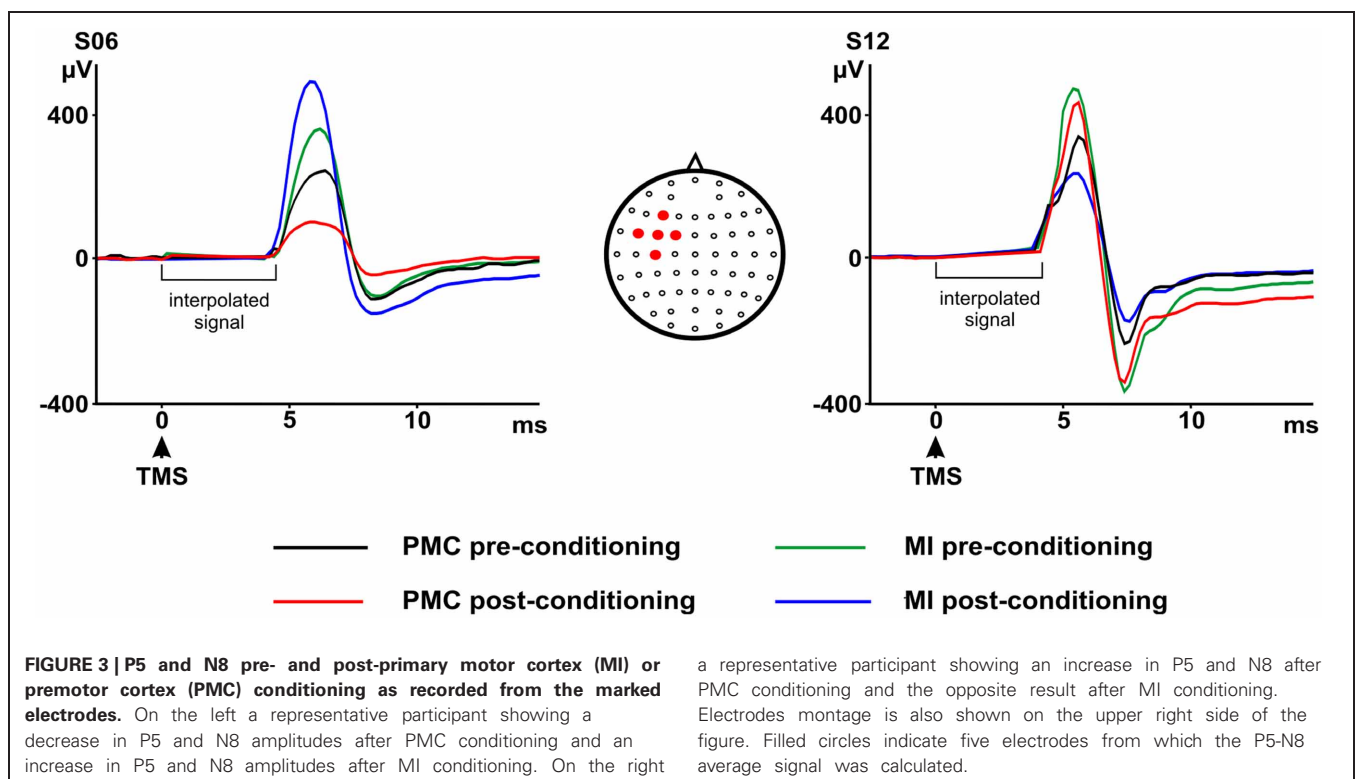 S06
µV
400
0
-400
interpolated
signal
0 5 10 ms
TMS
S12
µV
400
0
-400
interpolated
signal
0 5 10 ms
TMS
PMC pre-conditioning
MI pre-conditioning
PMC post-conditioning
MI post-conditioning
FIGURE 3 | P5 and N8 pre- and post-primary motor cortex (MI) or
premotor cortex (PMC) conditioning as recorded from the marked
electrodes. On the left a representative participant showing a
decrease in P5 and N8 amplitudes after PMC conditioning and an
increase in P5 and N8 amplitudes after MI conditioning. On the right
a representative participant showing an increase in P5 and N8 after
PMC conditioning and the opposite result after MI conditioning.
Electrodes montage is also shown on the upper right side of the
figure. Filled circles indicate five electrodes from which the P5-N8
average signal was calculated.